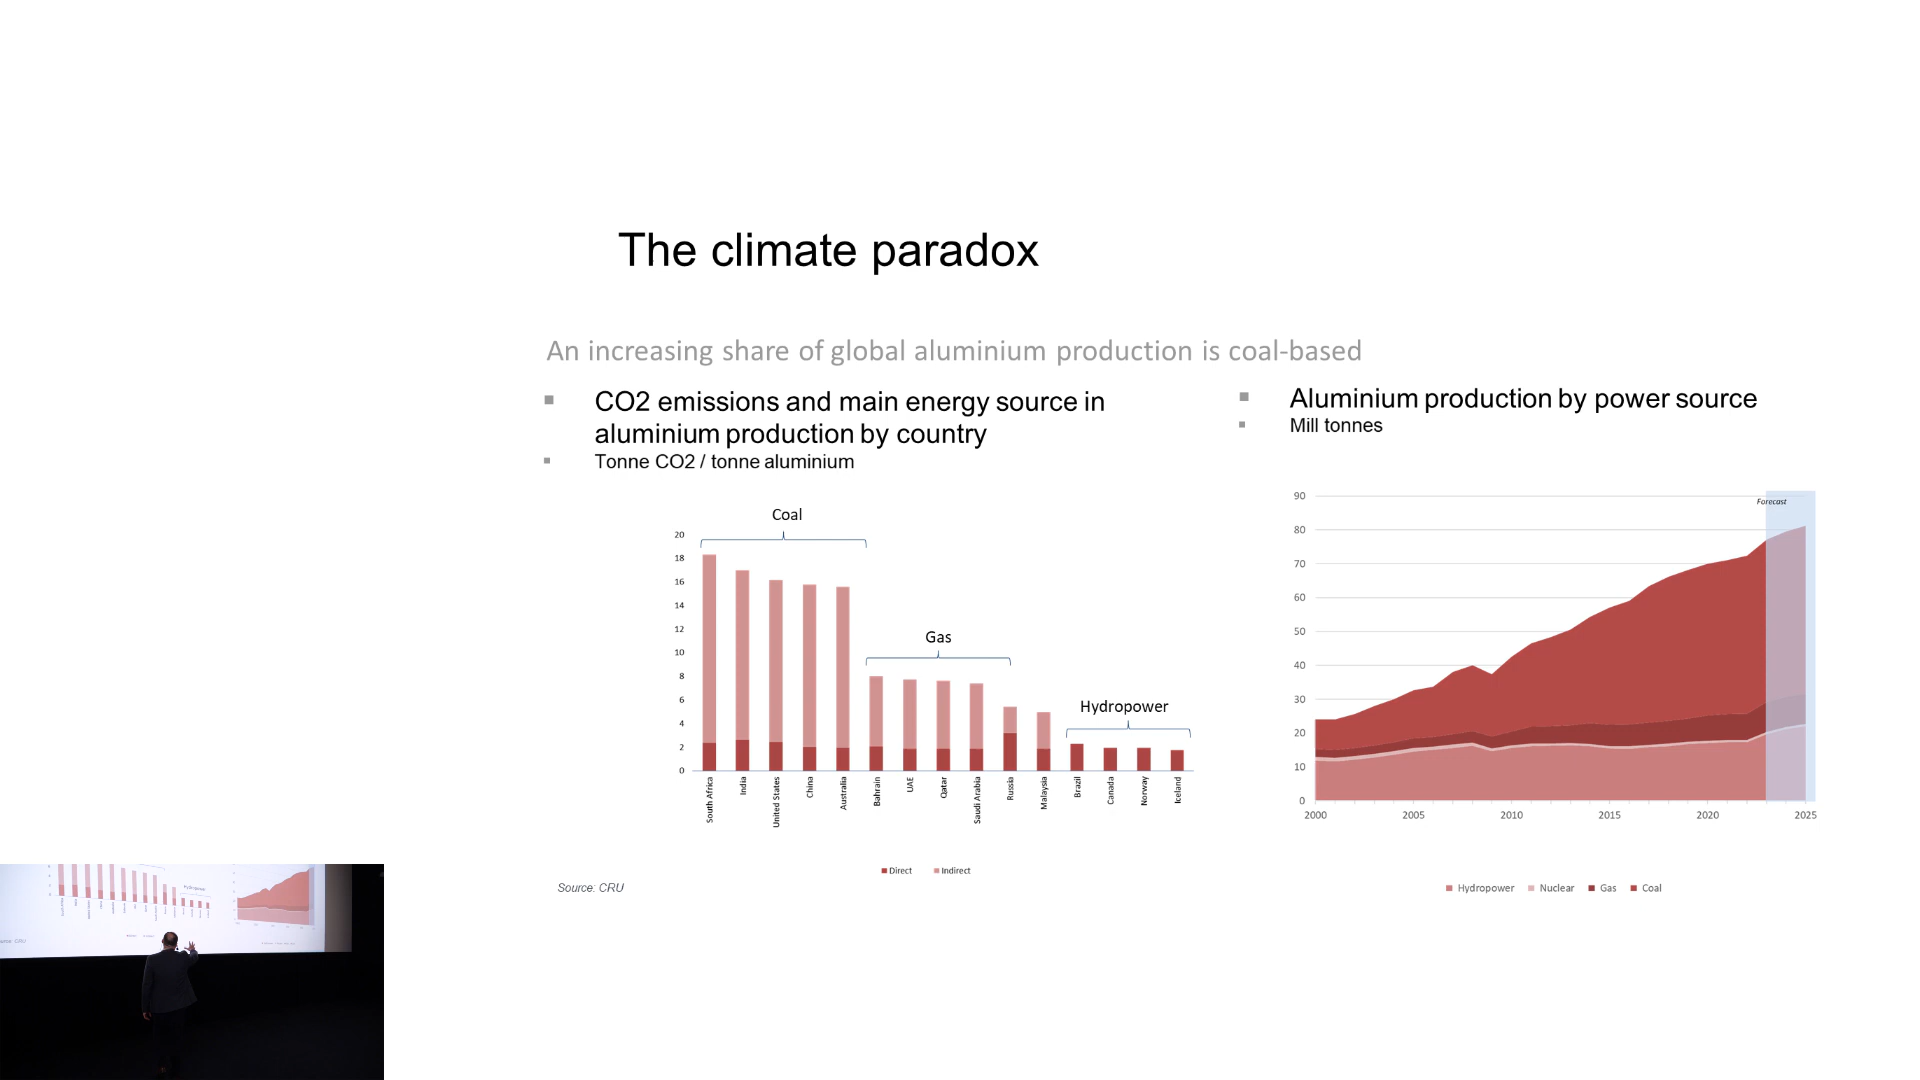 The climate paradox
An increasing share of global aluminium production is coal-based
CO2 emissions and main energy source in
aluminium production by country
Tonne CO2 / tonne aluminium
Coal
Gas
Hydropower
20
18
16
14
12
10
8
6
4
2
0
South Africa
India
United States
China
Australia
Bahrain
UAE
Qatar
Saudi Arabia
Russia
Malaysia
Brazil
Canada
Norway
Iceland
Direct Indirect
Source: CRU
Aluminium production by power source
Mill tonnes
Forecast
90
80
70
60
50
40
30
20
10
0
2000 2005 2010 2015 2020 2025
Hydropower Nuclear Gas Coal